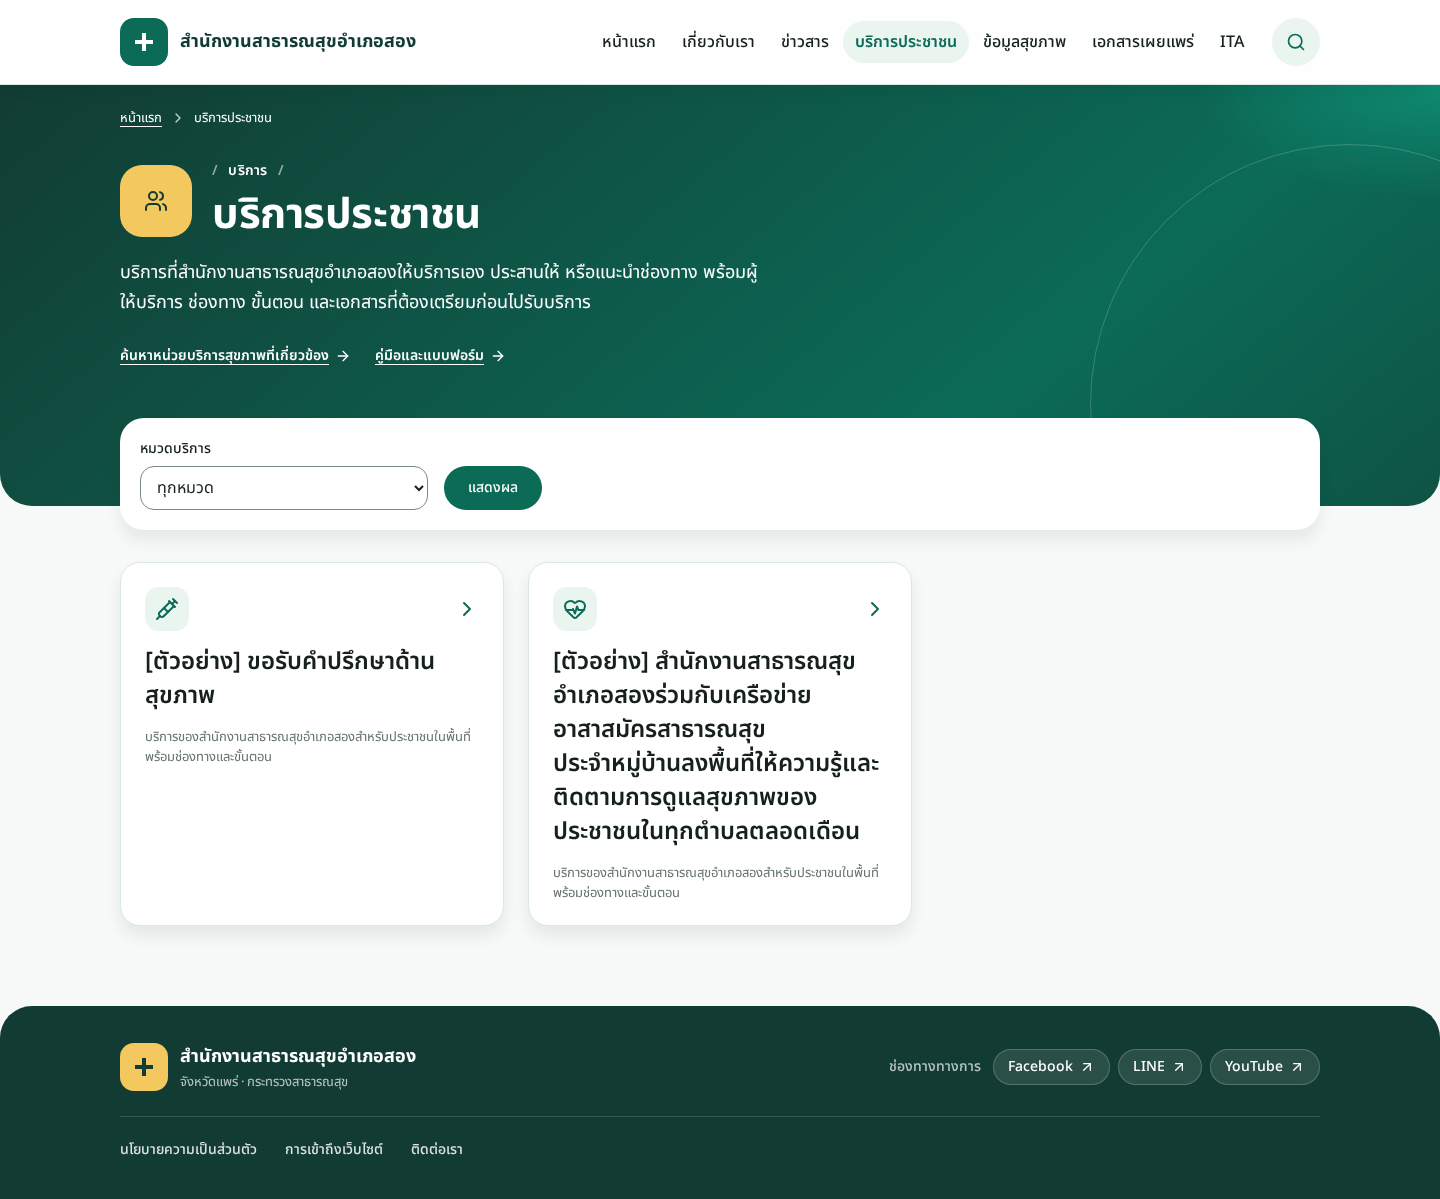 สำนักงานสาธารณสุขอำเภอสอง
หน้าแรก เกี่ยวกับเรา ข่าวสาร บริการประชาชน ข้อมูลสุขภาพ เอกสารเผยแพร่ ITA
หน้าแรก บริการประชาชน
/ บริการ /
บริการประชาชน
บริการที่สำนักงานสาธารณสุขอำเภอสองให้บริการเอง ประสานให้ หรือแนะนำช่องทาง พร้อมผู้
ให้บริการ ช่องทาง ขั้นตอน และเอกสารที่ต้องเตรียมก่อนไปรับบริการ
ค้นหาหน่วยบริการสุขภาพที่เกี่ยวข้อง คู่มือและแบบฟอร์ม
หมวดบริการ
ทุกหมวด แสดงผล
[ตัวอย่าง] ขอรับคำปรึกษาด้าน
สุขภาพ
บริการของสำนักงานสาธารณสุขอำเภอสองสำหรับประชาชนในพื้นที่
พร้อมช่องทางและขั้นตอน
[ตัวอย่าง] สำนักงานสาธารณสุข
อำเภอสองร่วมกับเครือข่าย
อาสาสมัครสาธารณสุข
ประจำหมู่บ้านลงพื้นที่ให้ความรู้และ
ติดตามการดูแลสุขภาพของ
ประชาชนในทุกตำบลตลอดเดือน
บริการของสำนักงานสาธารณสุขอำเภอสองสำหรับประชาชนในพื้นที่
พร้อมช่องทางและขั้นตอน
สำนักงานสาธารณสุขอำเภอสอง
จังหวัดแพร่ · กระทรวงสาธารณสุข
ช่องทางทางการ Facebook LINE YouTube
นโยบายความเป็นส่วนตัว การเข้าถึงเว็บไซต์ ติดต่อเรา